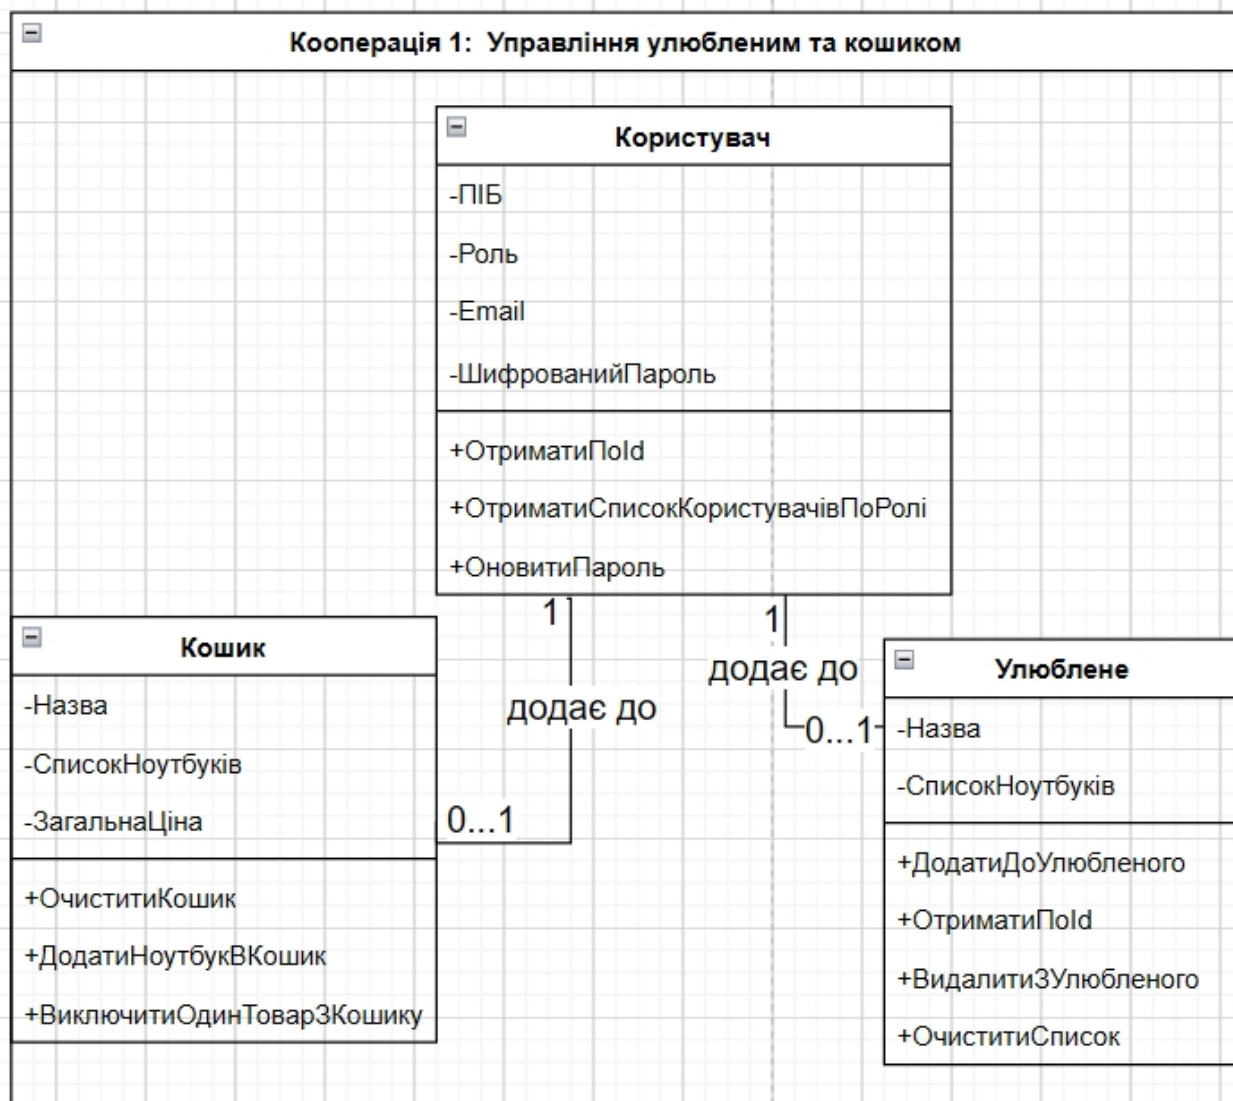 Кооперація 1: Управління улюбленим та кошиком
Користувач
-ПІБ
-Роль
-Email
-ШифрованийПароль
+ОтриматиПоId
+ОтриматиСписокКористувачівПоРолі
+ОновитиПароль
1
1
додає до
додає до
0...1
0...1
Кошик
-Назва
-СписокНоутбуків
-ЗагальнаЦіна
+ОчиститиКошик
+ДодатиНоутбукВКошик
+ВиключитиОдинТоварЗКошику
Улюблене
-Назва
-СписокНоутбуків
+ДодатиДоУлюбленого
+ОтриматиПоId
+ВидалитиЗУлюбленого
+ОчиститиСписок